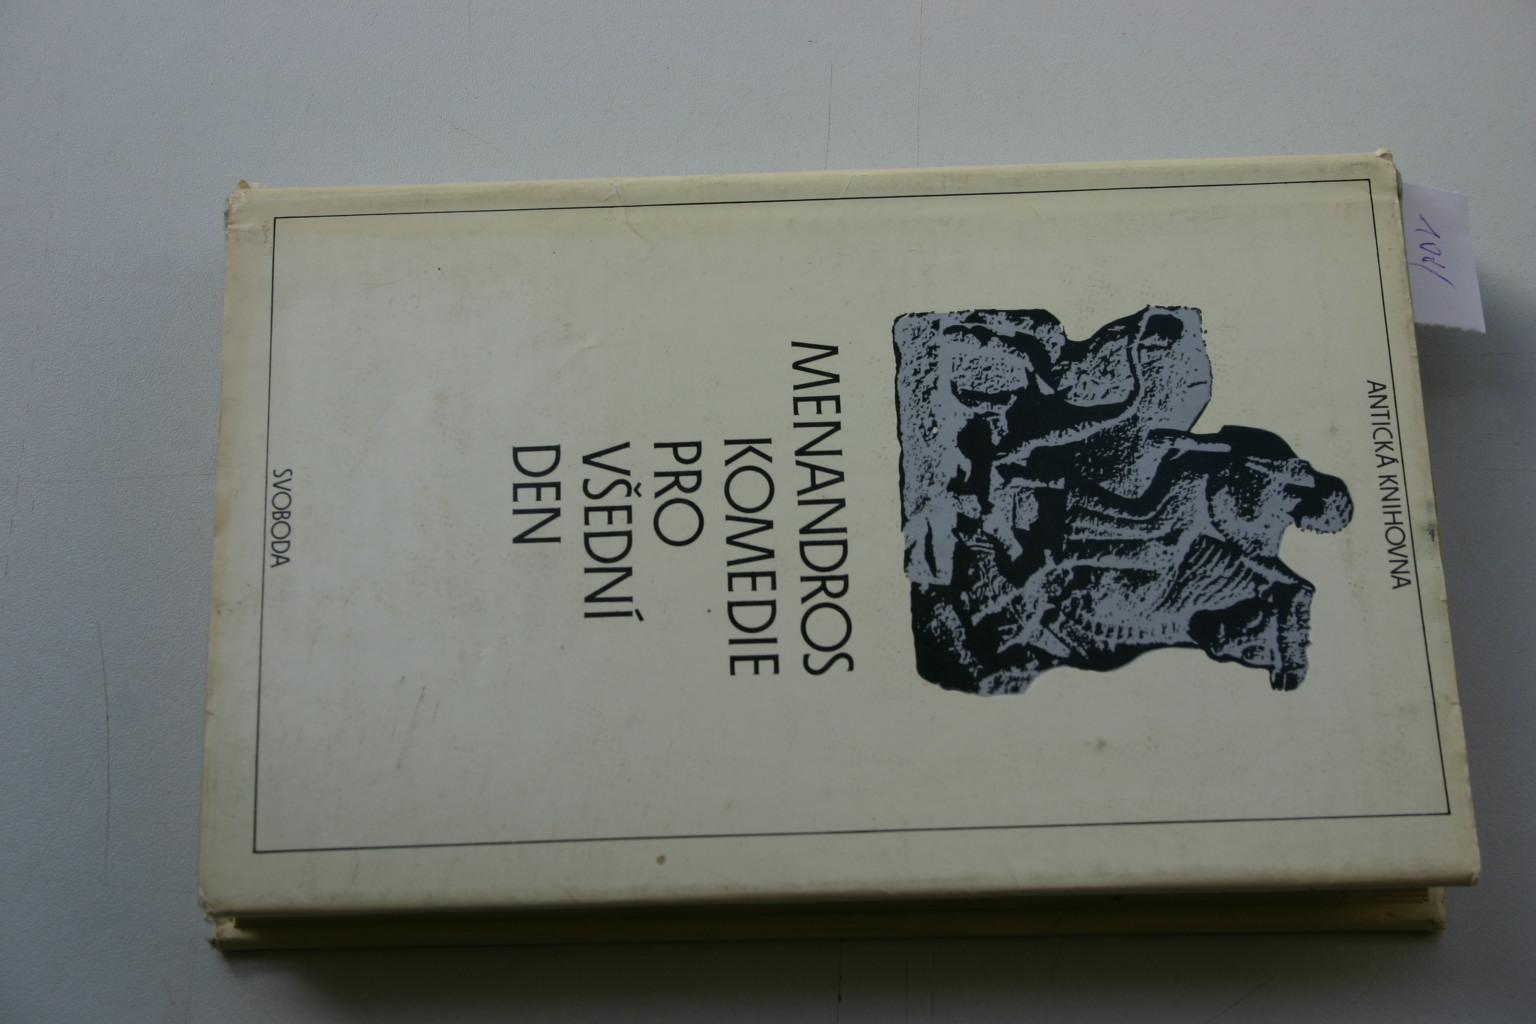 ANTICKÁ KNIHOVNA
MENANDROS
KOMEDIE
PRO
VŠEDNÍ
DEN
SVOBODA